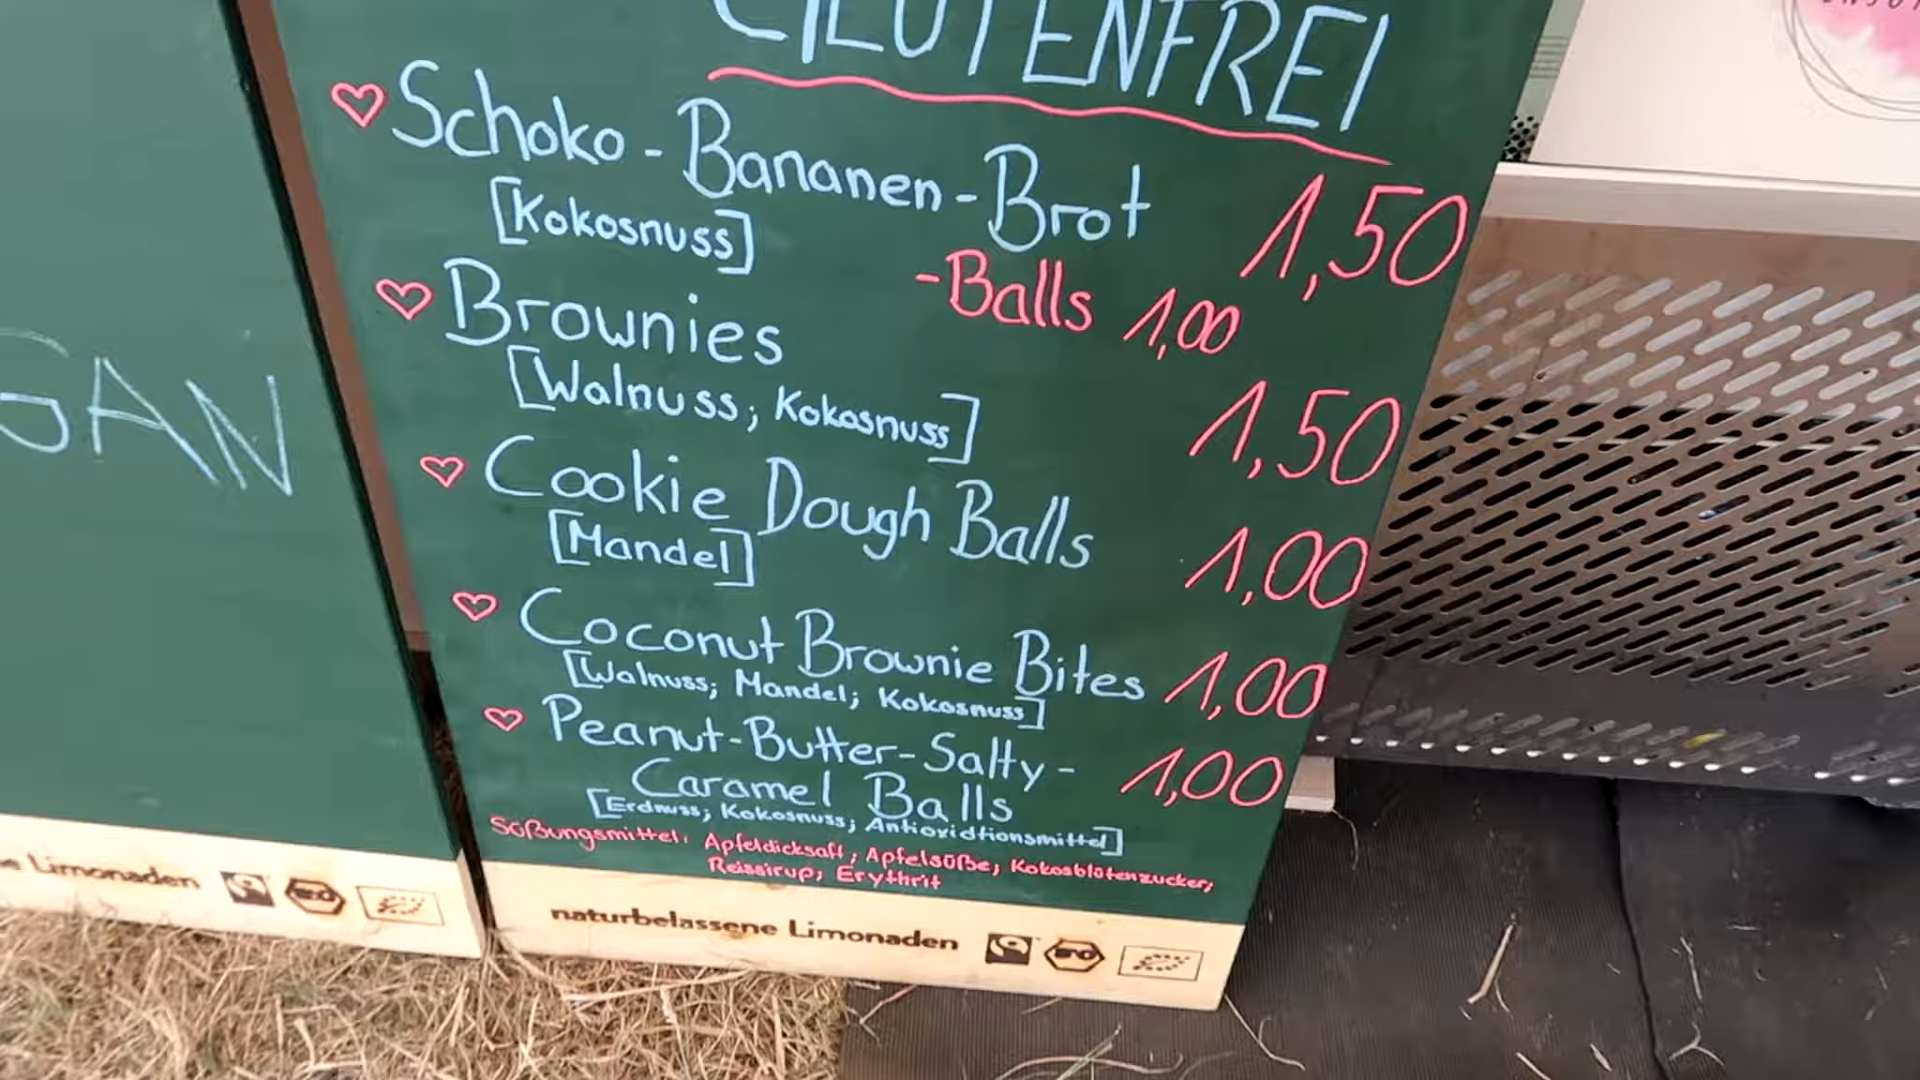 GLUTENFREI
Schoko-Bananen-Brot 1,50
[Kokosnuss]
-Balls 1,00
Brownies 1,50
[Walnuss; Kokosnuss]
Cookie Dough Balls 1,00
[Mandel]
Coconut Brownie Bites 1,00
[Walnuss; Mandel; Kokosnuss]
Peanut-Butter-Salty- 1,00
Caramel Balls
[Erdnuss; Kokosnuss; Antioxidtionsmittel]
Süßungsmittel: Apfeldicksaft; Apfelsüße; Kokosblütenzucker;
Reissirup; Erythrit
naturbelassene Limonaden
GAN
Limonaden